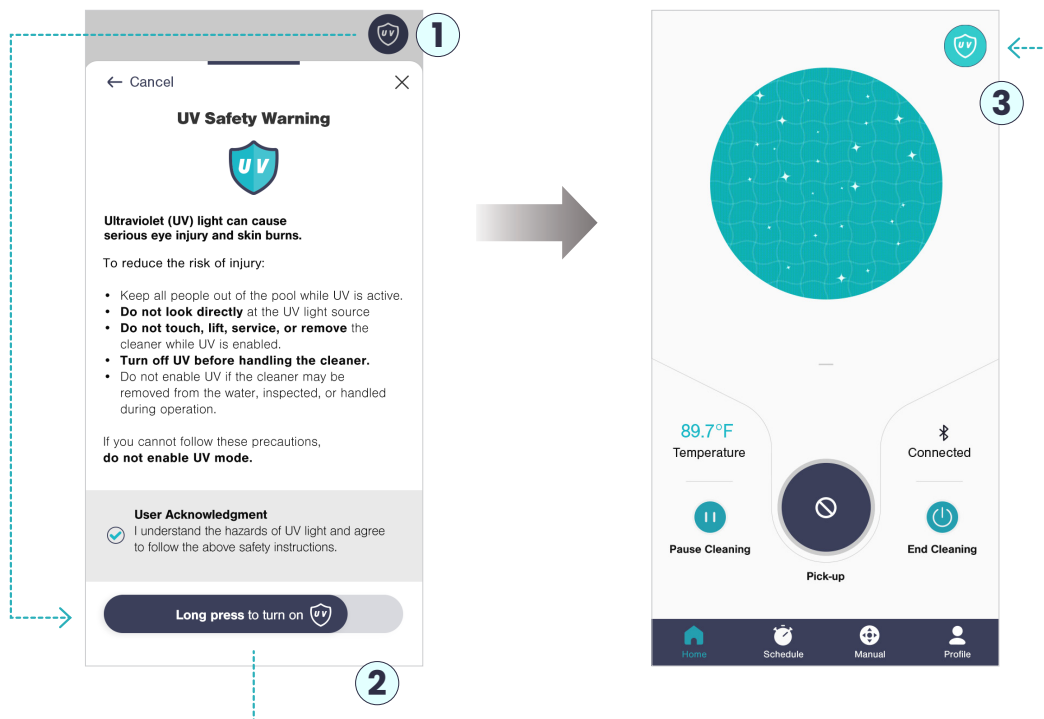 UV
1
← Cancel
UV Safety Warning
UV
Ultraviolet (UV) light can cause
serious eye injury and skin burns.
To reduce the risk of injury:
• Keep all people out of the pool while UV is active.
• Do not look directly at the UV light source
• Do not touch, lift, service, or remove the
cleaner while UV is enabled.
• Turn off UV before handling the cleaner.
• Do not enable UV if the cleaner may be
removed from the water, inspected, or handled
during operation.
If you cannot follow these precautions,
do not enable UV mode.
User Acknowledgment
I understand the hazards of UV light and agree
to follow the above safety instructions.
Long press to turn on UV
2
UV
3
89.7°F
Temperature
Connected
Pause Cleaning
End Cleaning
Pick-up
Home
Schedule
Manual
Profile